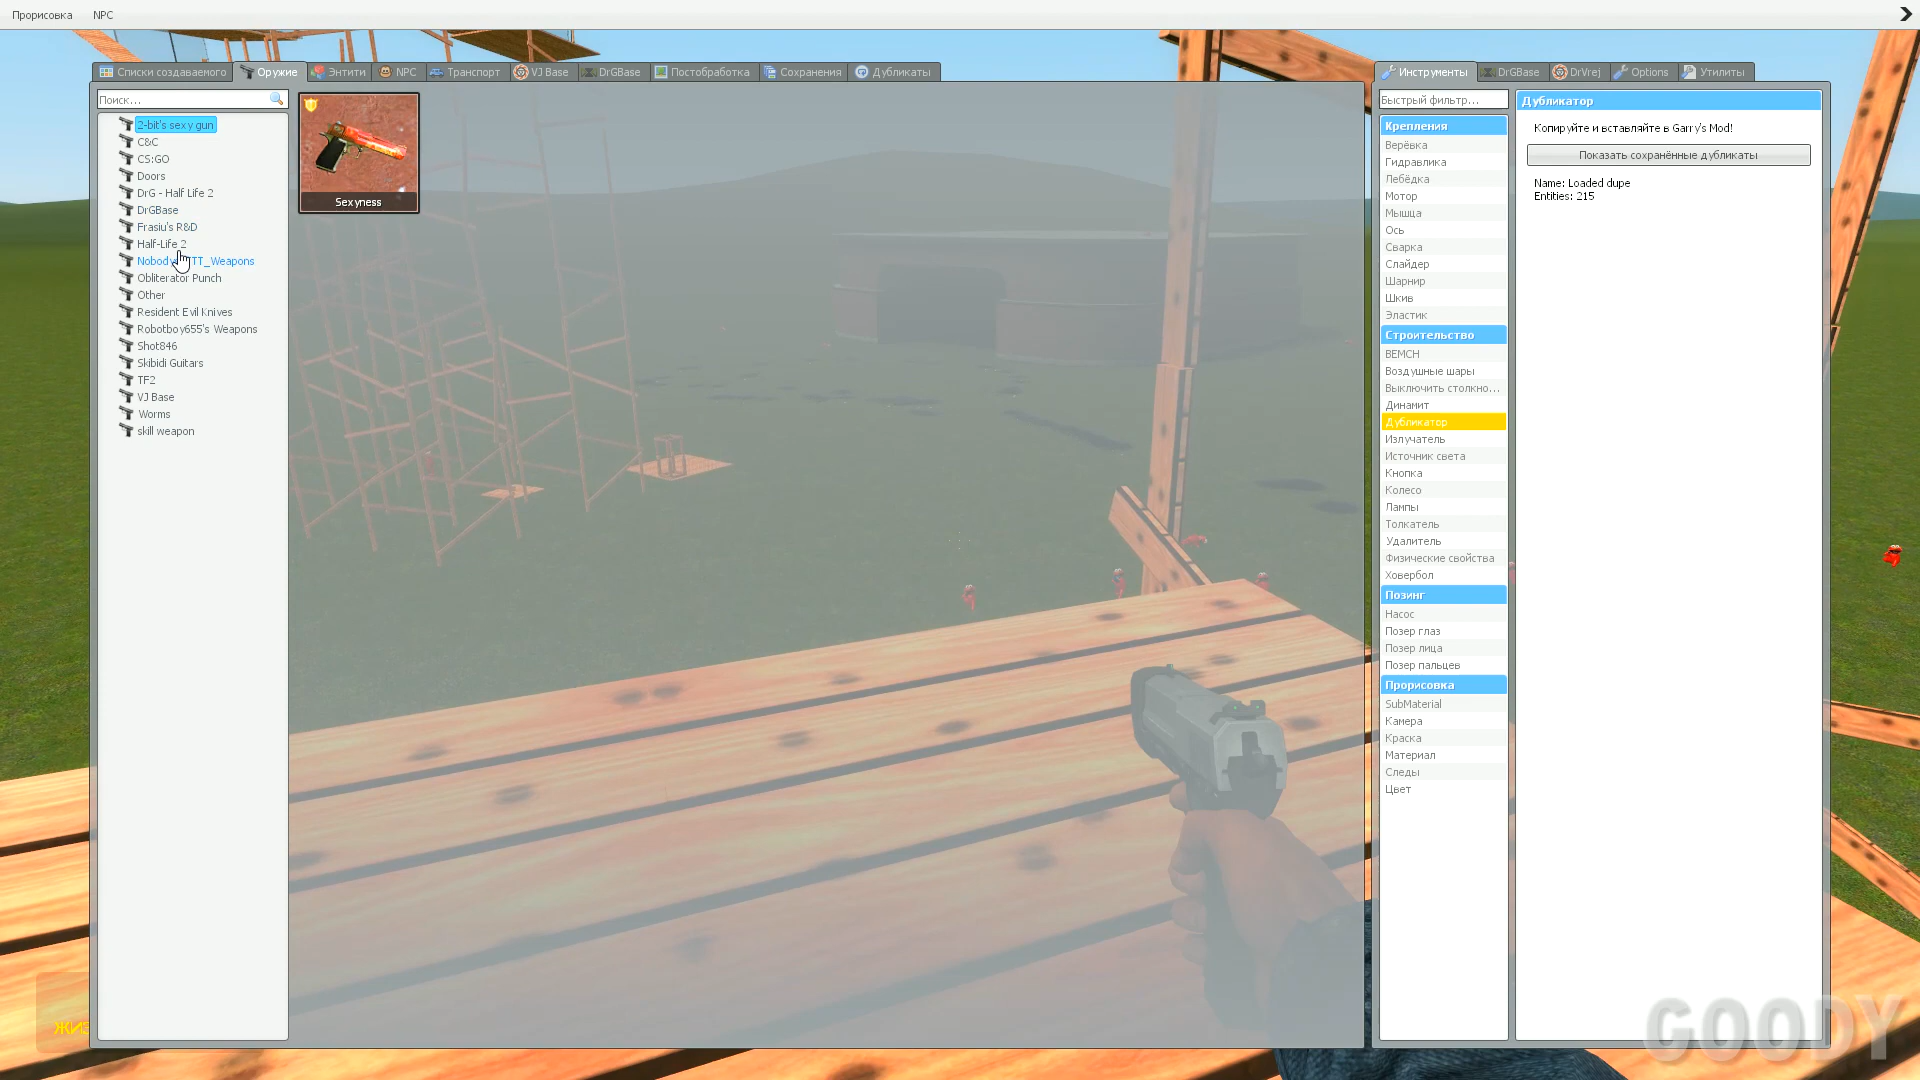 Прорисовка NPC
Списки создаваемого Оружие Энтити NPC Транспорт VJ Base DrGBase Постобработка Сохранения Дубликаты
Поиск...
2-bit's sexy gun
C&C
CS:GO
Doors
DrG - Half Life 2
DrGBase
Frasiu's R&D
Half-Life 2
TT_Weapons
Obliterator Punch
Other
Resident Evil Knives
Robotboy655's Weapons
Shot846
Skibidi Guitars
TF2
VJ Base
Worms
skill weapon
Sexyness
Инструменты DrGBase DrVrej Options Утилиты
Быстрый фильтр...
Крепления
Верёвка
Гидравлика
Лебёдка
Мотор
Мышца
Ось
Сварка
Слайдер
Шарнир
Шкив
Эластик
Строительство
ВЕМСН
Воздушные шары
Выключить столкно...
Динамит
Дубликатор
Излучатель
Источник света
Кнопка
Колесо
Лампы
Толкатель
Удалитель
Физические свойства
Ховербол
Позинг
Насос
Позер глаз
Позер лица
Позер пальцев
Прорисовка
SubMaterial
Камера
Краска
Материал
Следы
Цвет
Дубликатор
Копируйте и вставляйте в Garry's Mod!
Показать сохранённые дубликаты
Name: Loaded dupe
Entities: 215
GOODY